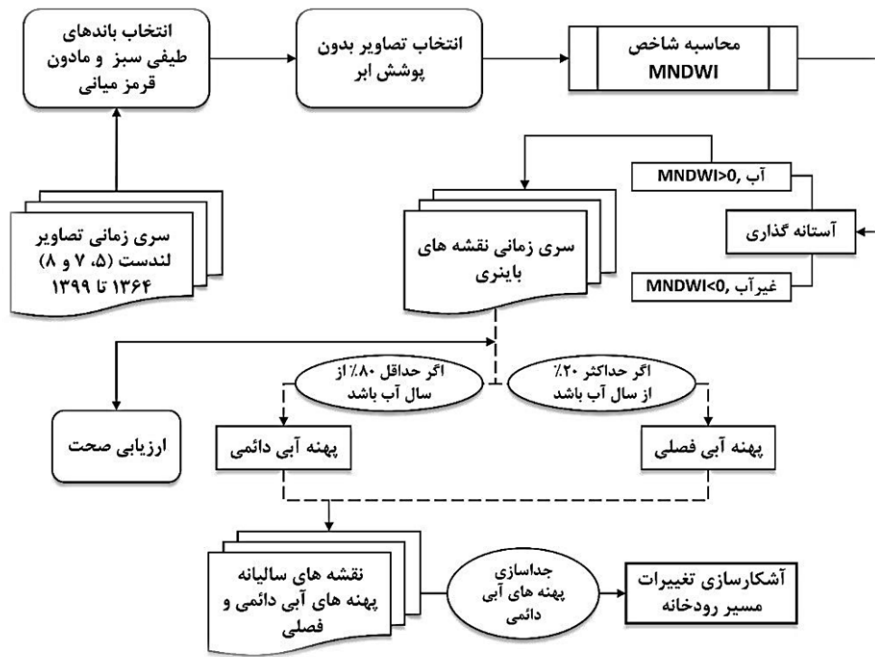 انتخاب باندهای
طیفی سبز و مادون
قرمز میانی
انتخاب تصاویر بدون
پوشش ابر
محاسبه شاخص
MNDWI
آب ,MNDWI>0
آستانه گذاری
غیرآب ,MNDWI<0
سری زمانی نقشه های
باینری
سری زمانی تصاویر
لندست (۵، ۷ و ۸)
۱۳۶۴ تا ۱۳۹۹
اگر حداکثر ۲۰٪
از سال آب باشد
اگر حداقل ۸۰٪ از
سال آب باشد
پهنه آبی فصلی
پهنه آبی دائمی
ارزیابی صحت
نقشه های سالیانه
پهنه های آبی دائمی و
فصلی
جداسازی
پهنه های آبی
دائمی
آشکارسازی تغییرات
مسیر رودخانه